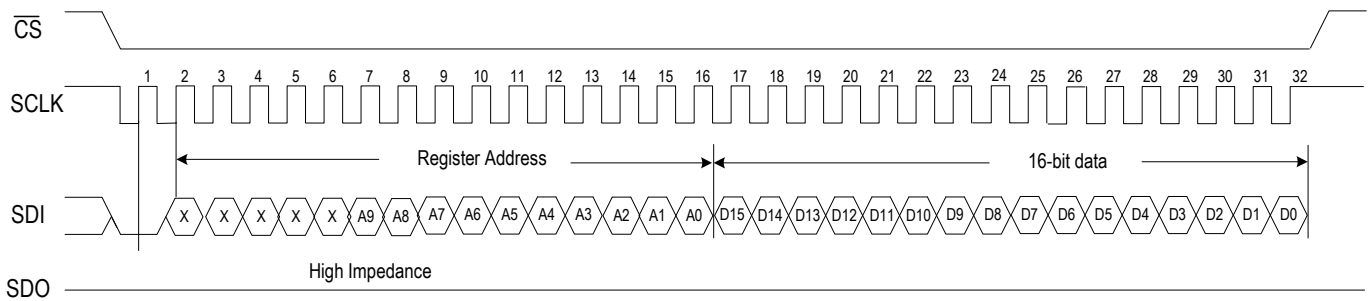 CS
1 2 3 4 5 6 7 8 9 10 11 12 13 14 15 16 17 18 19 20 21 22 23 24 25 26 27 28 29 30 31 32
SCLK
Register Address 16-bit data
SDI X X X X X A9 A8 A7 A6 A5 A4 A3 A2 A1 A0 D15 D14 D13 D12 D11 D10 D9 D8 D7 D6 D5 D4 D3 D2 D1 D0
High Impedance
SDO